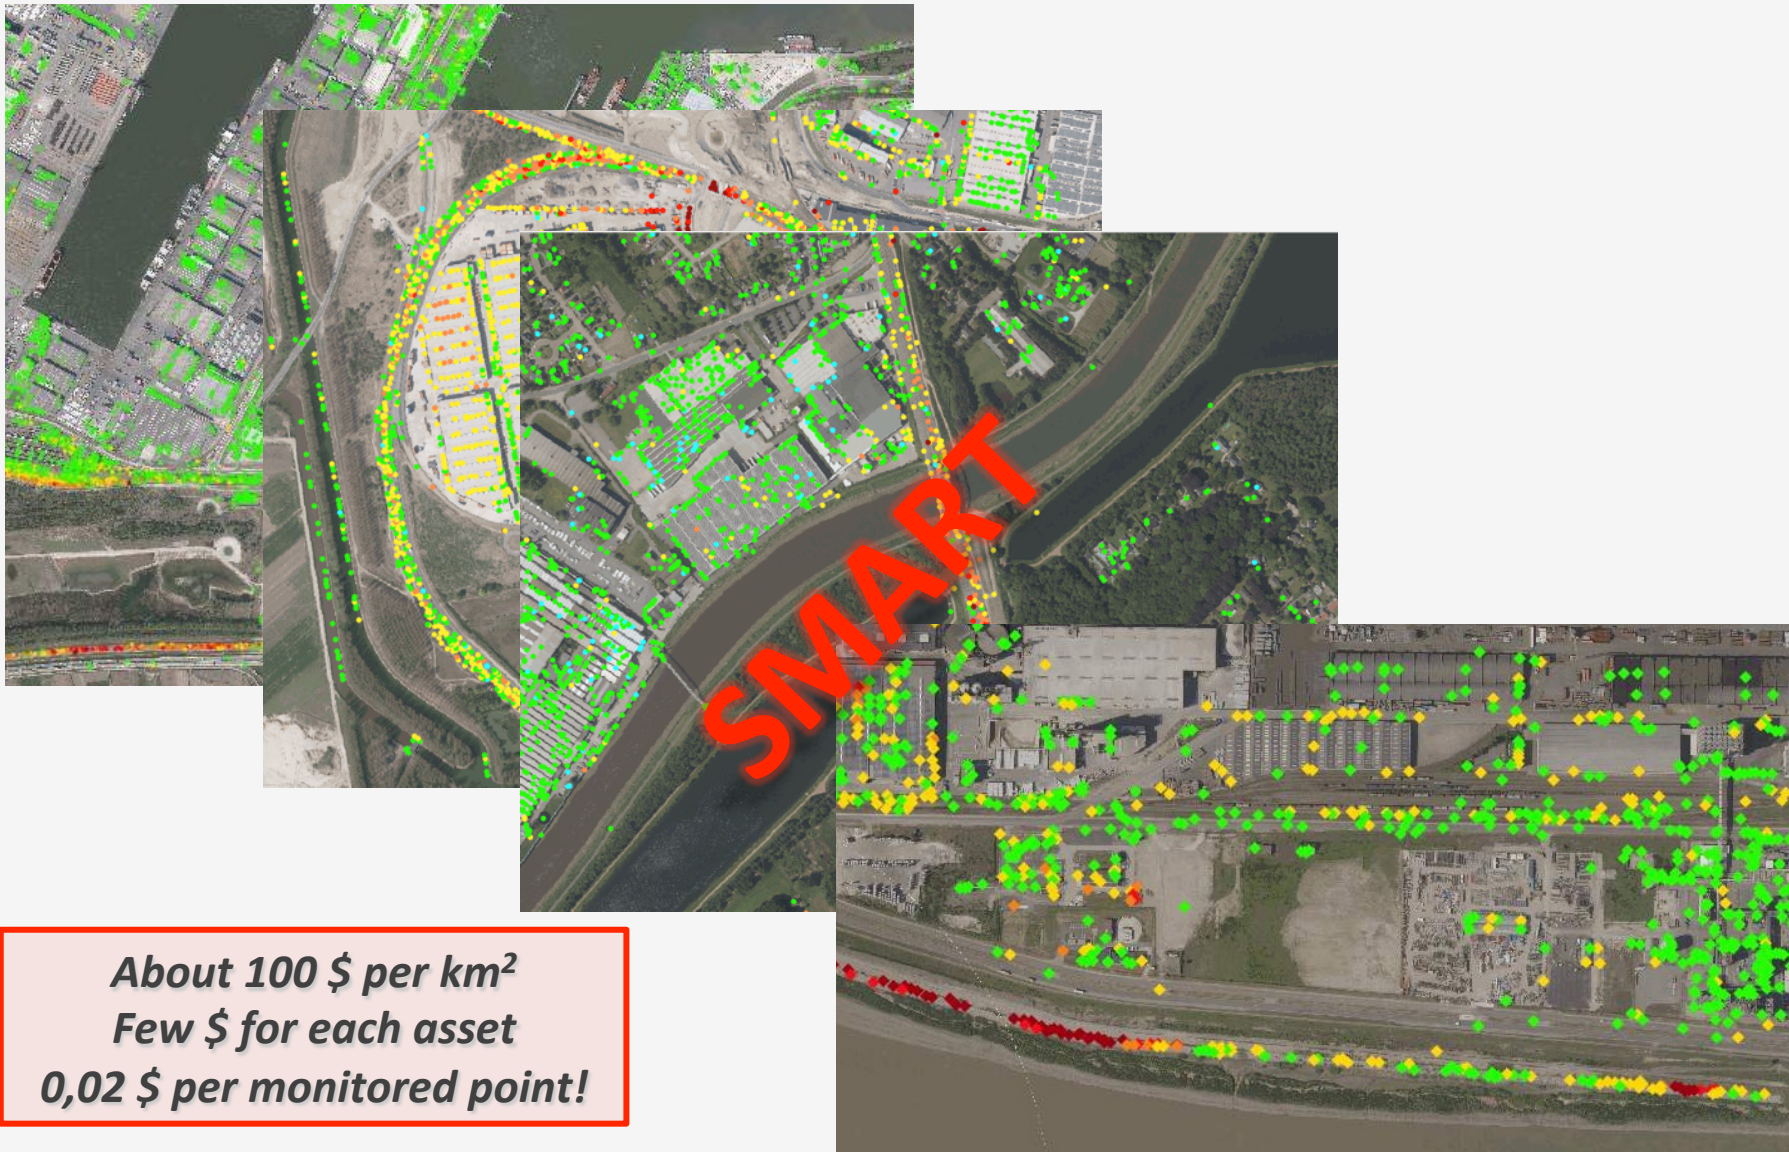 SMART
About 100 $ per km²
Few $ for each asset
0,02 $ per monitored point!